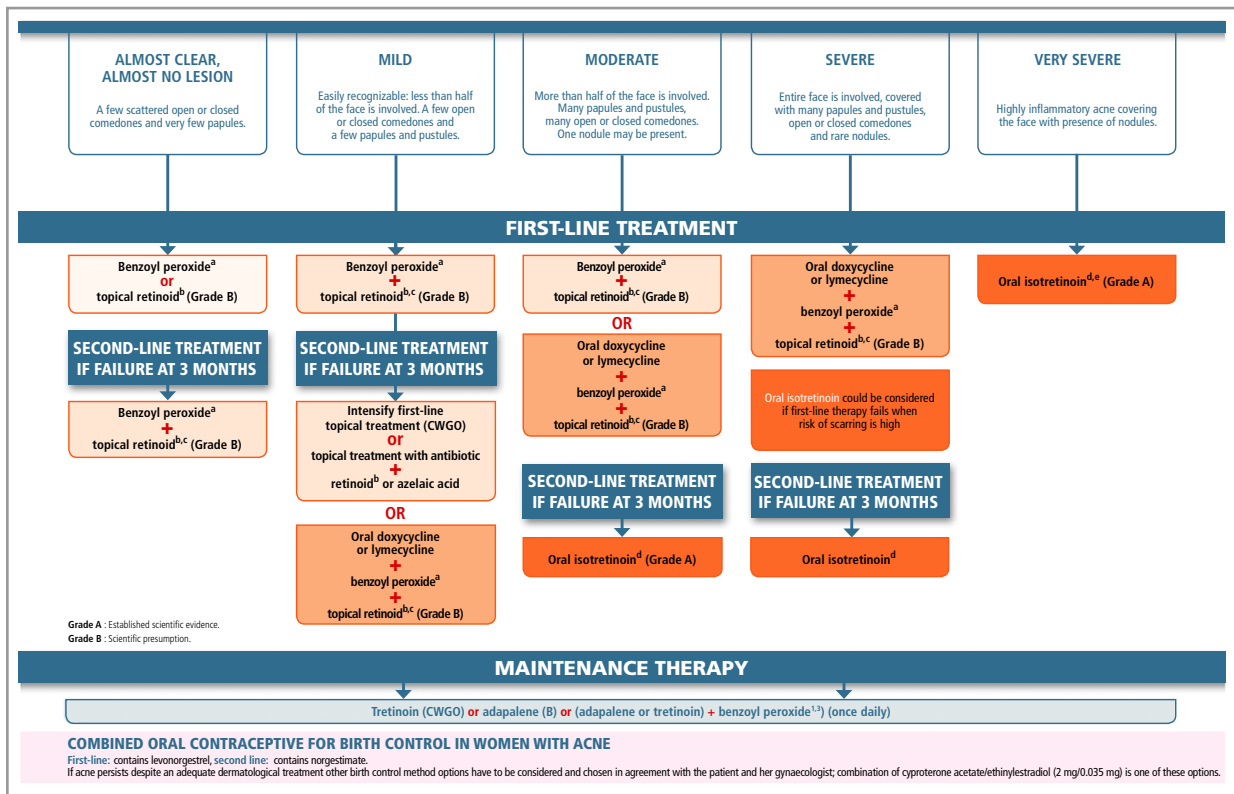 ALMOST CLEAR,
ALMOST NO LESION
A few scattered open or closed
comedones and very few papules.
MILD
Easily recognizable: less than half
of the face is involved. A few open
or closed comedones and
a few papules and pustules.
MODERATE
More than half of the face is involved.
Many papules and pustules,
many open or closed comedones.
One nodule may be present.
SEVERE
Entire face is involved, covered
with many papules and pustules,
open or closed comedones
and rare nodules.
VERY SEVERE
Highly inflammatory acne covering
the face with presence of nodules.
FIRST-LINE TREATMENT
Benzoyl peroxideᵃ
or
topical retinoidᵇ (Grade B)
SECOND-LINE TREATMENT
IF FAILURE AT 3 MONTHS
Benzoyl peroxideᵃ
+
topical retinoidᵇ,ᶜ (Grade B)
Benzoyl peroxideᵃ
+
topical retinoidᵇ,ᶜ (Grade B)
SECOND-LINE TREATMENT
IF FAILURE AT 3 MONTHS
Intensify first-line
topical treatment (CWGO)
or
topical treatment with antibiotic
+
retinoidᵇ or azelaic acid
OR
Oral doxycycline
or lymecycline
+
benzoyl peroxideᵃ
+
topical retinoidᵇ,ᶜ (Grade B)
Benzoyl peroxideᵃ
+
topical retinoidᵇ,ᶜ (Grade B)
OR
Oral doxycycline
or lymecycline
+
benzoyl peroxideᵃ
+
topical retinoidᵇ,ᶜ (Grade B)
SECOND-LINE TREATMENT
IF FAILURE AT 3 MONTHS
Oral isotretinoinᵈ (Grade A)
Oral doxycycline
or lymecycline
+
benzoyl peroxideᵃ
+
topical retinoidᵇ,ᶜ (Grade B)
Oral isotretinoin could be considered
if first-line therapy fails when
risk of scarring is high
SECOND-LINE TREATMENT
IF FAILURE AT 3 MONTHS
Oral isotretinoinᵈ
Oral isotretinoinᵈ,ᵉ (Grade A)
Grade A : Established scientific evidence.
Grade B : Scientific presumption.
MAINTENANCE THERAPY
Tretinoin (CWGO) or adapalene (B) or (adapalene or tretinoin) + benzoyl peroxide¹,³) (once daily)
COMBINED ORAL CONTRACEPTIVE FOR BIRTH CONTROL IN WOMEN WITH ACNE
First-line: contains levonorgestrel, second line: contains norgestimate.
If acne persists despite an adequate dermatological treatment other birth control method options have to be considered and chosen in agreement with the patient and her gynaecologist; combination of cyproterone acetate/ethinylestradiol (2 mg/0.035 mg) is one of these options.